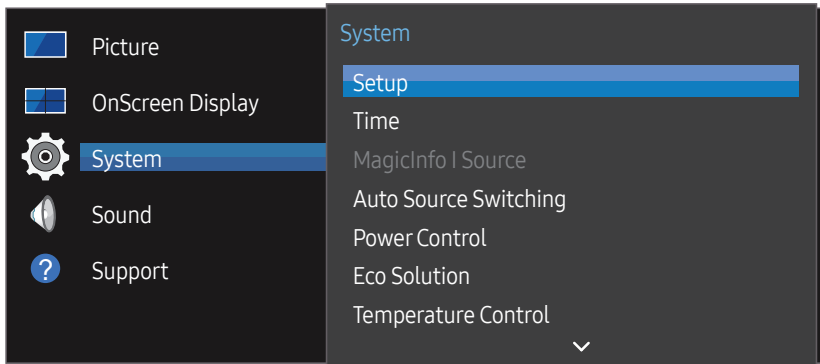 Picture
OnScreen Display
System
Sound
? Support
System
Setup
Time
MagicInfo I Source
Auto Source Switching
Power Control
Eco Solution
Temperature Control